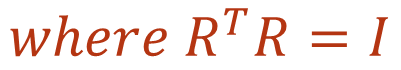 where R^T R = I